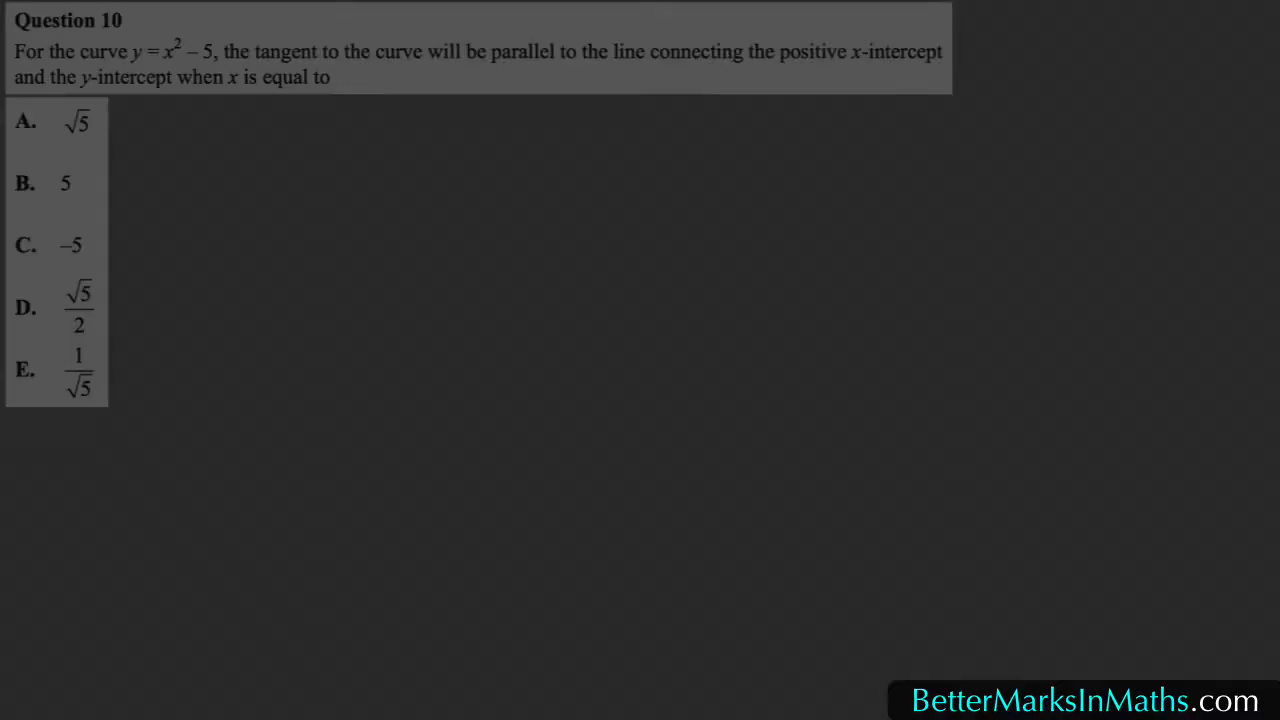 Question 10
For the curve y = x² – 5, the tangent to the curve will be parallel to the line connecting the positive x-intercept
and the y-intercept when x is equal to
A. √5
B. 5
C. –5
D. √5/2
E. 1/√5
BetterMarksInMaths.com